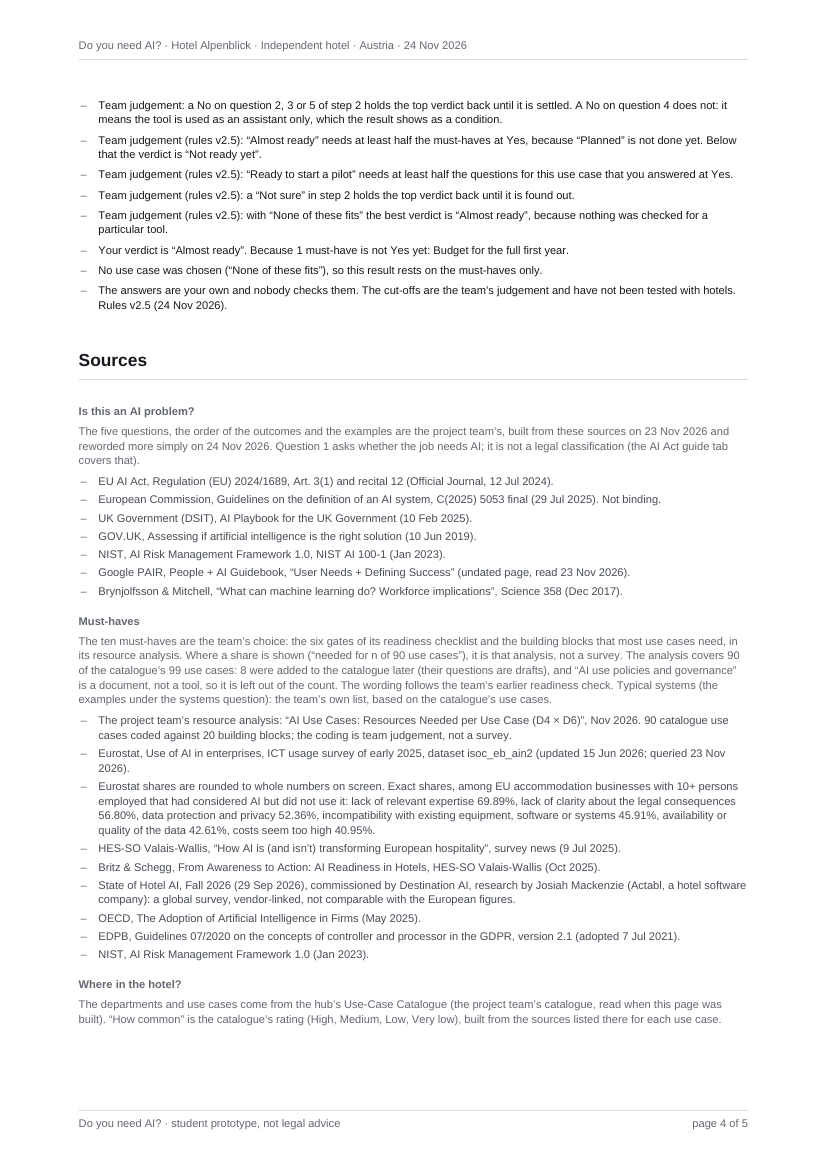 Do you need AI? · Hotel Alpenblick · Independent hotel · Austria · 24 Nov 2026
– Team judgement: a No on question 2, 3 or 5 of step 2 holds the top verdict back until it is settled. A No on question 4 does not: it
means the tool is used as an assistant only, which the result shows as a condition.
– Team judgement (rules v2.5): “Almost ready” needs at least half the must-haves at Yes, because “Planned” is not done yet. Below
that the verdict is “Not ready yet”.
– Team judgement (rules v2.5): “Ready to start a pilot” needs at least half the questions for this use case that you answered at Yes.
– Team judgement (rules v2.5): a “Not sure” in step 2 holds the top verdict back until it is found out.
– Team judgement (rules v2.5): with “None of these fits” the best verdict is “Almost ready”, because nothing was checked for a
particular tool.
– Your verdict is “Almost ready”. Because 1 must-have is not Yes yet: Budget for the full first year.
– No use case was chosen (“None of these fits”), so this result rests on the must-haves only.
– The answers are your own and nobody checks them. The cut-offs are the team’s judgement and have not been tested with hotels.
Rules v2.5 (24 Nov 2026).
Sources
Is this an AI problem?
The five questions, the order of the outcomes and the examples are the project team’s, built from these sources on 23 Nov 2026 and
reworded more simply on 24 Nov 2026. Question 1 asks whether the job needs AI; it is not a legal classification (the AI Act guide tab
covers that).
– EU AI Act, Regulation (EU) 2024/1689, Art. 3(1) and recital 12 (Official Journal, 12 Jul 2024).
– European Commission, Guidelines on the definition of an AI system, C(2025) 5053 final (29 Jul 2025). Not binding.
– UK Government (DSIT), AI Playbook for the UK Government (10 Feb 2025).
– GOV.UK, Assessing if artificial intelligence is the right solution (10 Jun 2019).
– NIST, AI Risk Management Framework 1.0, NIST AI 100-1 (Jan 2023).
– Google PAIR, People + AI Guidebook, “User Needs + Defining Success” (undated page, read 23 Nov 2026).
– Brynjolfsson & Mitchell, “What can machine learning do? Workforce implications”, Science 358 (Dec 2017).
Must-haves
The ten must-haves are the team’s choice: the six gates of its readiness checklist and the building blocks that most use cases need, in
its resource analysis. Where a share is shown (“needed for n of 90 use cases”), it is that analysis, not a survey. The analysis covers 90
of the catalogue’s 99 use cases: 8 were added to the catalogue later (their questions are drafts), and “AI use policies and governance”
is a document, not a tool, so it is left out of the count. The wording follows the team’s earlier readiness check. Typical systems (the
examples under the systems question): the team’s own list, based on the catalogue’s use cases.
– The project team’s resource analysis: “AI Use Cases: Resources Needed per Use Case (D4 × D6)”, Nov 2026. 90 catalogue use
cases coded against 20 building blocks; the coding is team judgement, not a survey.
– Eurostat, Use of AI in enterprises, ICT usage survey of early 2025, dataset isoc_eb_ain2 (updated 15 Jun 2026; queried 23 Nov
2026).
– Eurostat shares are rounded to whole numbers on screen. Exact shares, among EU accommodation businesses with 10+ persons
employed that had considered AI but did not use it: lack of relevant expertise 69.89%, lack of clarity about the legal consequences
56.80%, data protection and privacy 52.36%, incompatibility with existing equipment, software or systems 45.91%, availability or
quality of the data 42.61%, costs seem too high 40.95%.
– HES-SO Valais-Wallis, “How AI is (and isn’t) transforming European hospitality”, survey news (9 Jul 2025).
– Britz & Schegg, From Awareness to Action: AI Readiness in Hotels, HES-SO Valais-Wallis (Oct 2025).
– State of Hotel AI, Fall 2026 (29 Sep 2026), commissioned by Destination AI, research by Josiah Mackenzie (Actabl, a hotel software
company): a global survey, vendor-linked, not comparable with the European figures.
– OECD, The Adoption of Artificial Intelligence in Firms (May 2025).
– EDPB, Guidelines 07/2020 on the concepts of controller and processor in the GDPR, version 2.1 (adopted 7 Jul 2021).
– NIST, AI Risk Management Framework 1.0 (Jan 2023).
Where in the hotel?
The departments and use cases come from the hub’s Use-Case Catalogue (the project team’s catalogue, read when this page was
built). “How common” is the catalogue’s rating (High, Medium, Low, Very low), built from the sources listed there for each use case.
Do you need AI? · student prototype, not legal advice
page 4 of 5